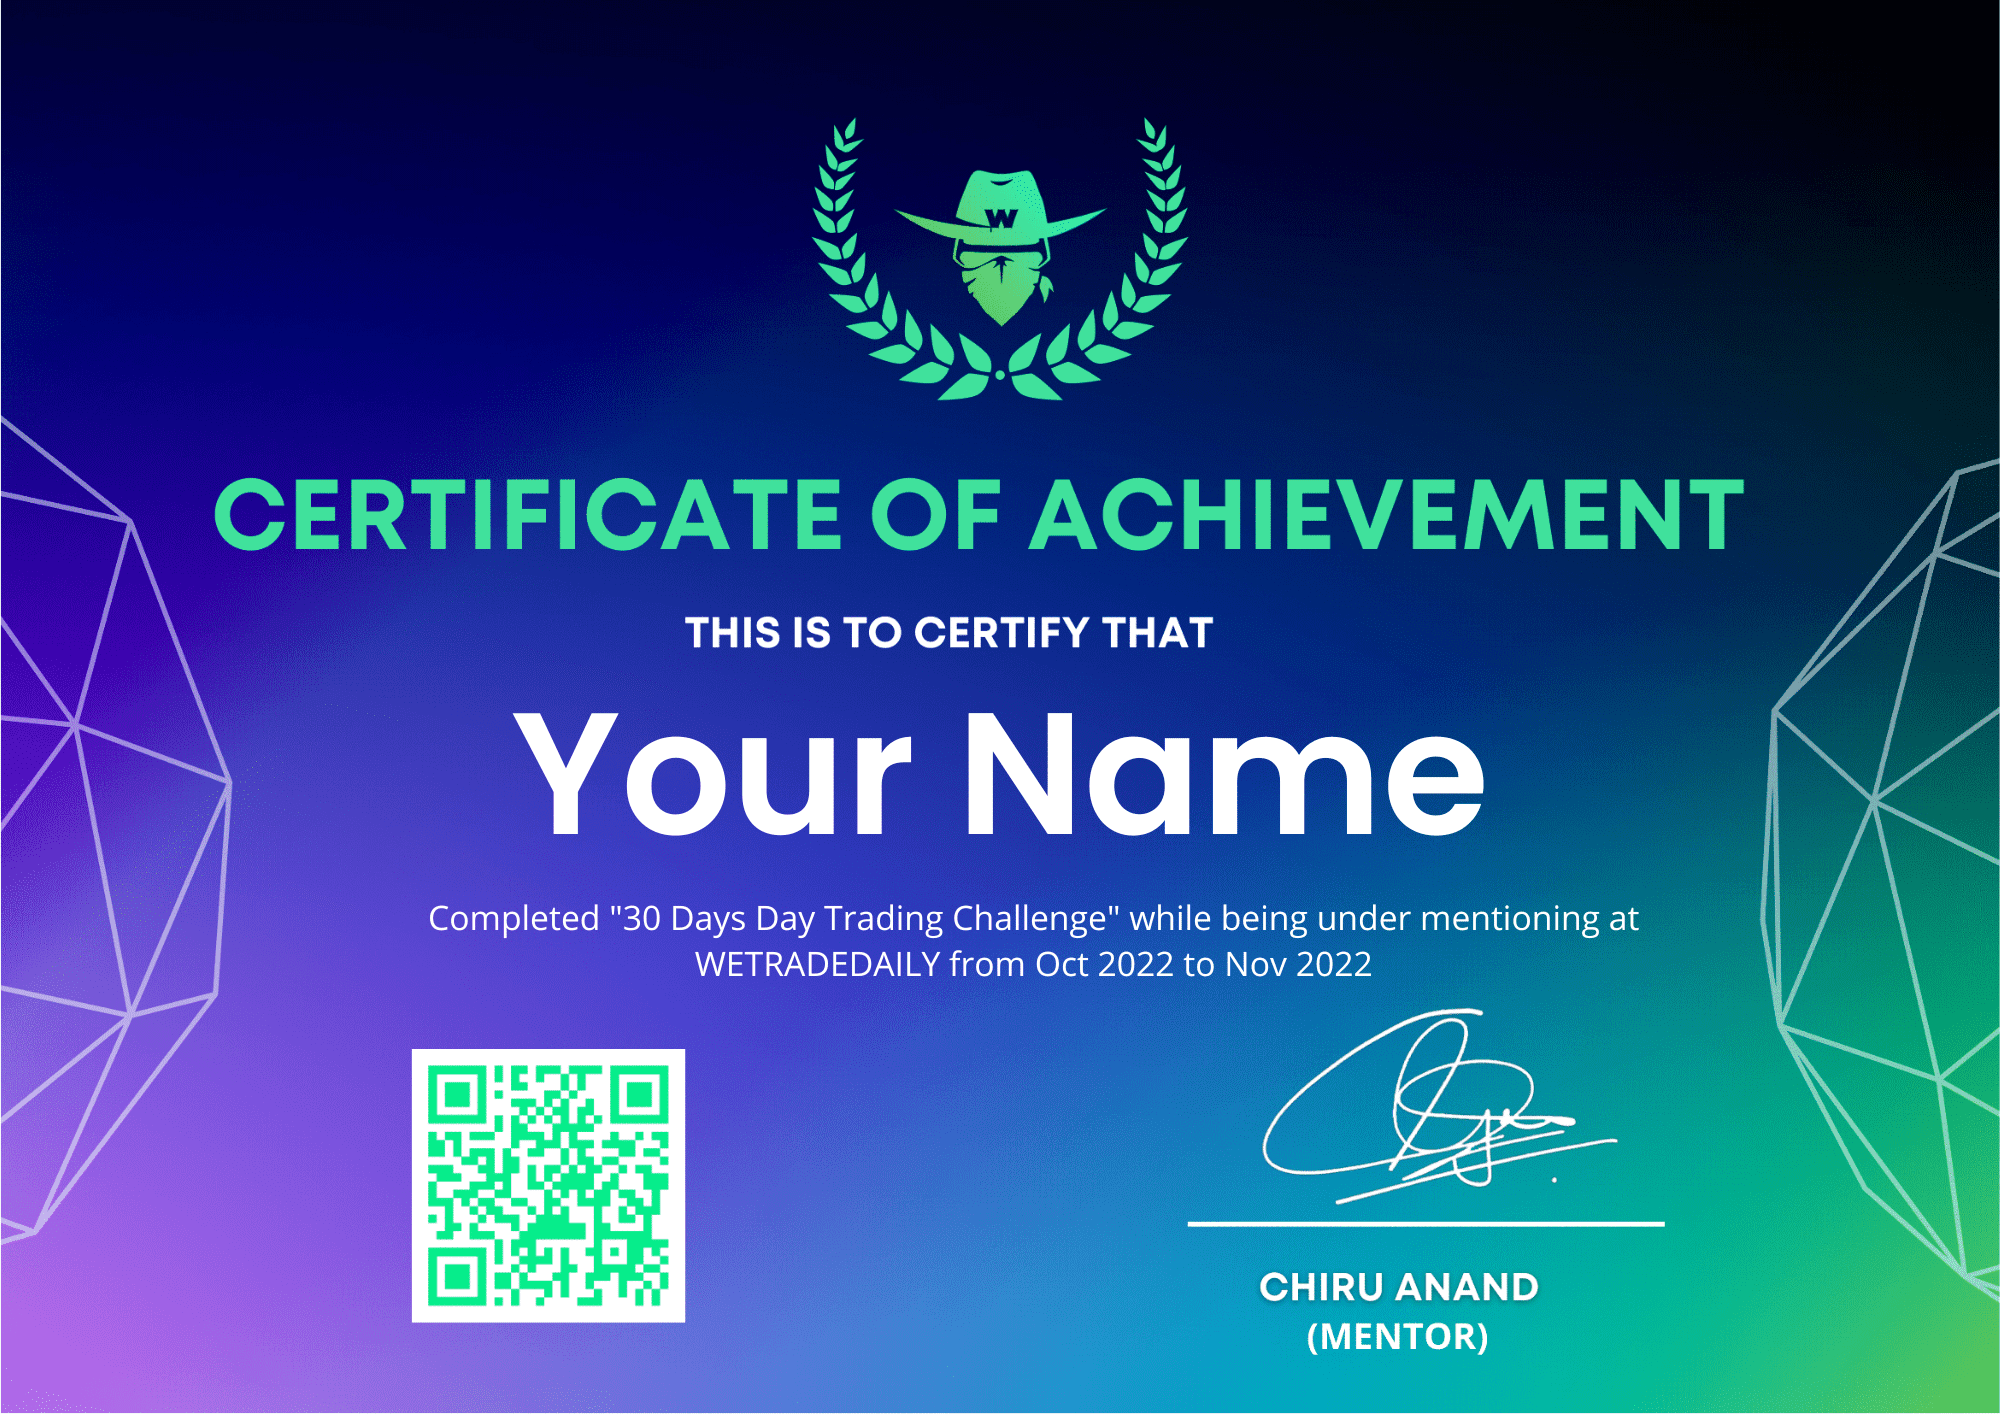 W
CERTIFICATE OF ACHIEVEMENT
THIS IS TO CERTIFY THAT
Your Name
Completed "30 Days Day Trading Challenge" while being under mentioning at
WETRADEDAILY from Oct 2022 to Nov 2022
CHIRU ANAND
(MENTOR)